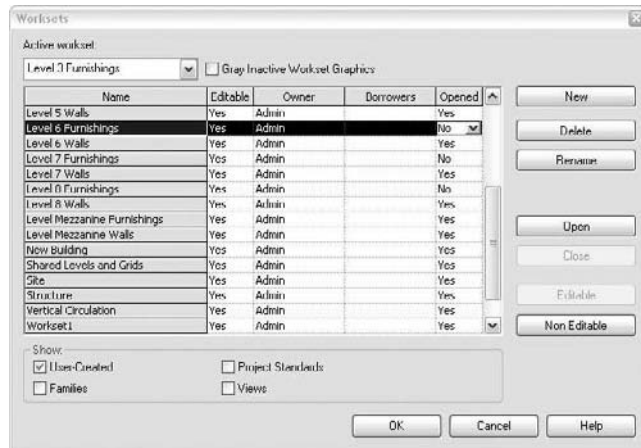 Worksets
Active workset:
Level 3 Furnishings
Gray Inactive Workset Graphics
Name Editable Owner Borrowers Opened
Level 5 Walls Yes Admin Yes
Level 6 Furnishings Yes Admin No
Level 6 Walls Yes Admin Yes
Level 7 Furnishings Yes Admin No
Level 7 Walls Yes Admin Yes
Level 8 Furnishings Yes Admin No
Level 8 Walls Yes Admin Yes
Level Mezzanine Furnishings Yes Admin Yes
Level Mezzanine Walls Yes Admin Yes
New Building Yes Admin Yes
Shared Levels and Grids Yes Admin Yes
Site Yes Admin Yes
Structure Yes Admin Yes
Vertical Circulation Yes Admin Yes
Workset1 Yes Admin Yes
New
Delete
Rename
Open
Close
Editable
Non Editable
Show:
User-Created
Project Standards
Families
Views
OK
Cancel
Help